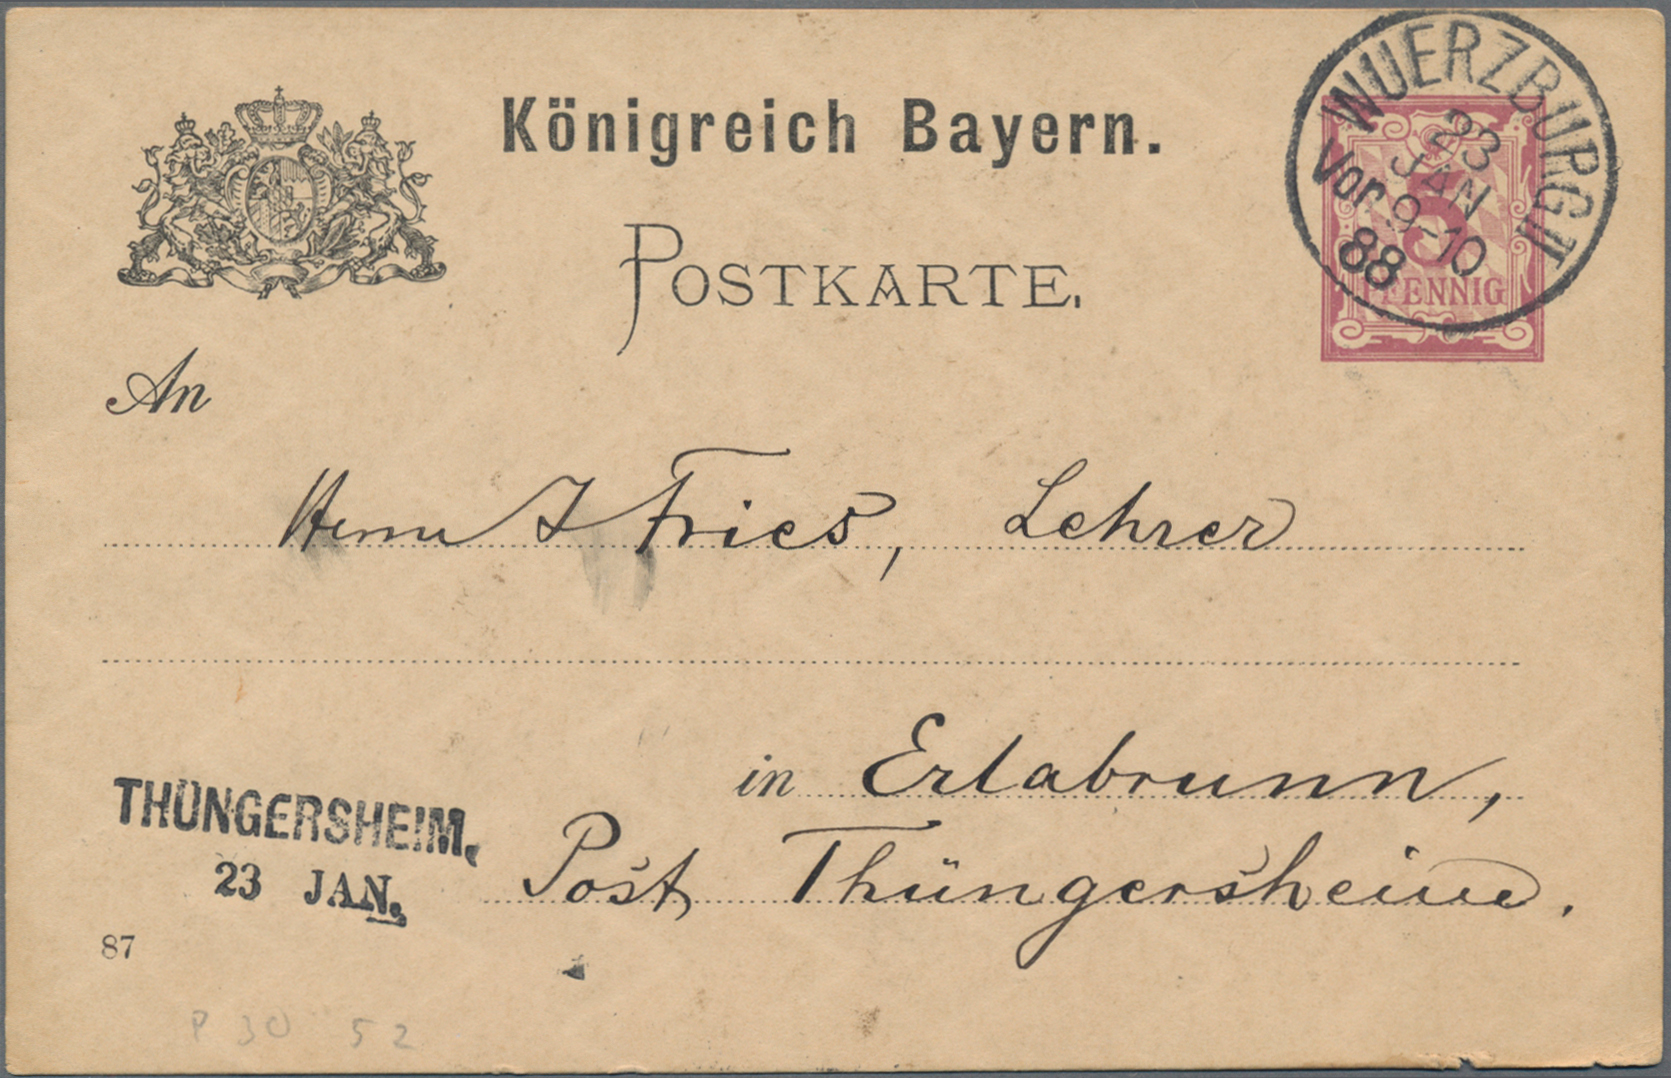 Königreich Bayern.
POSTKARTE.
WUERZBURG II
23
JAN
Vor. 9-10
88
5
PFENNIG
An
Herrn J Fries, Lehrer
in Erlabrunn,
THÜNGERSHEIM.
23 JAN.
Post Thüngersheim.
87
P 30 52